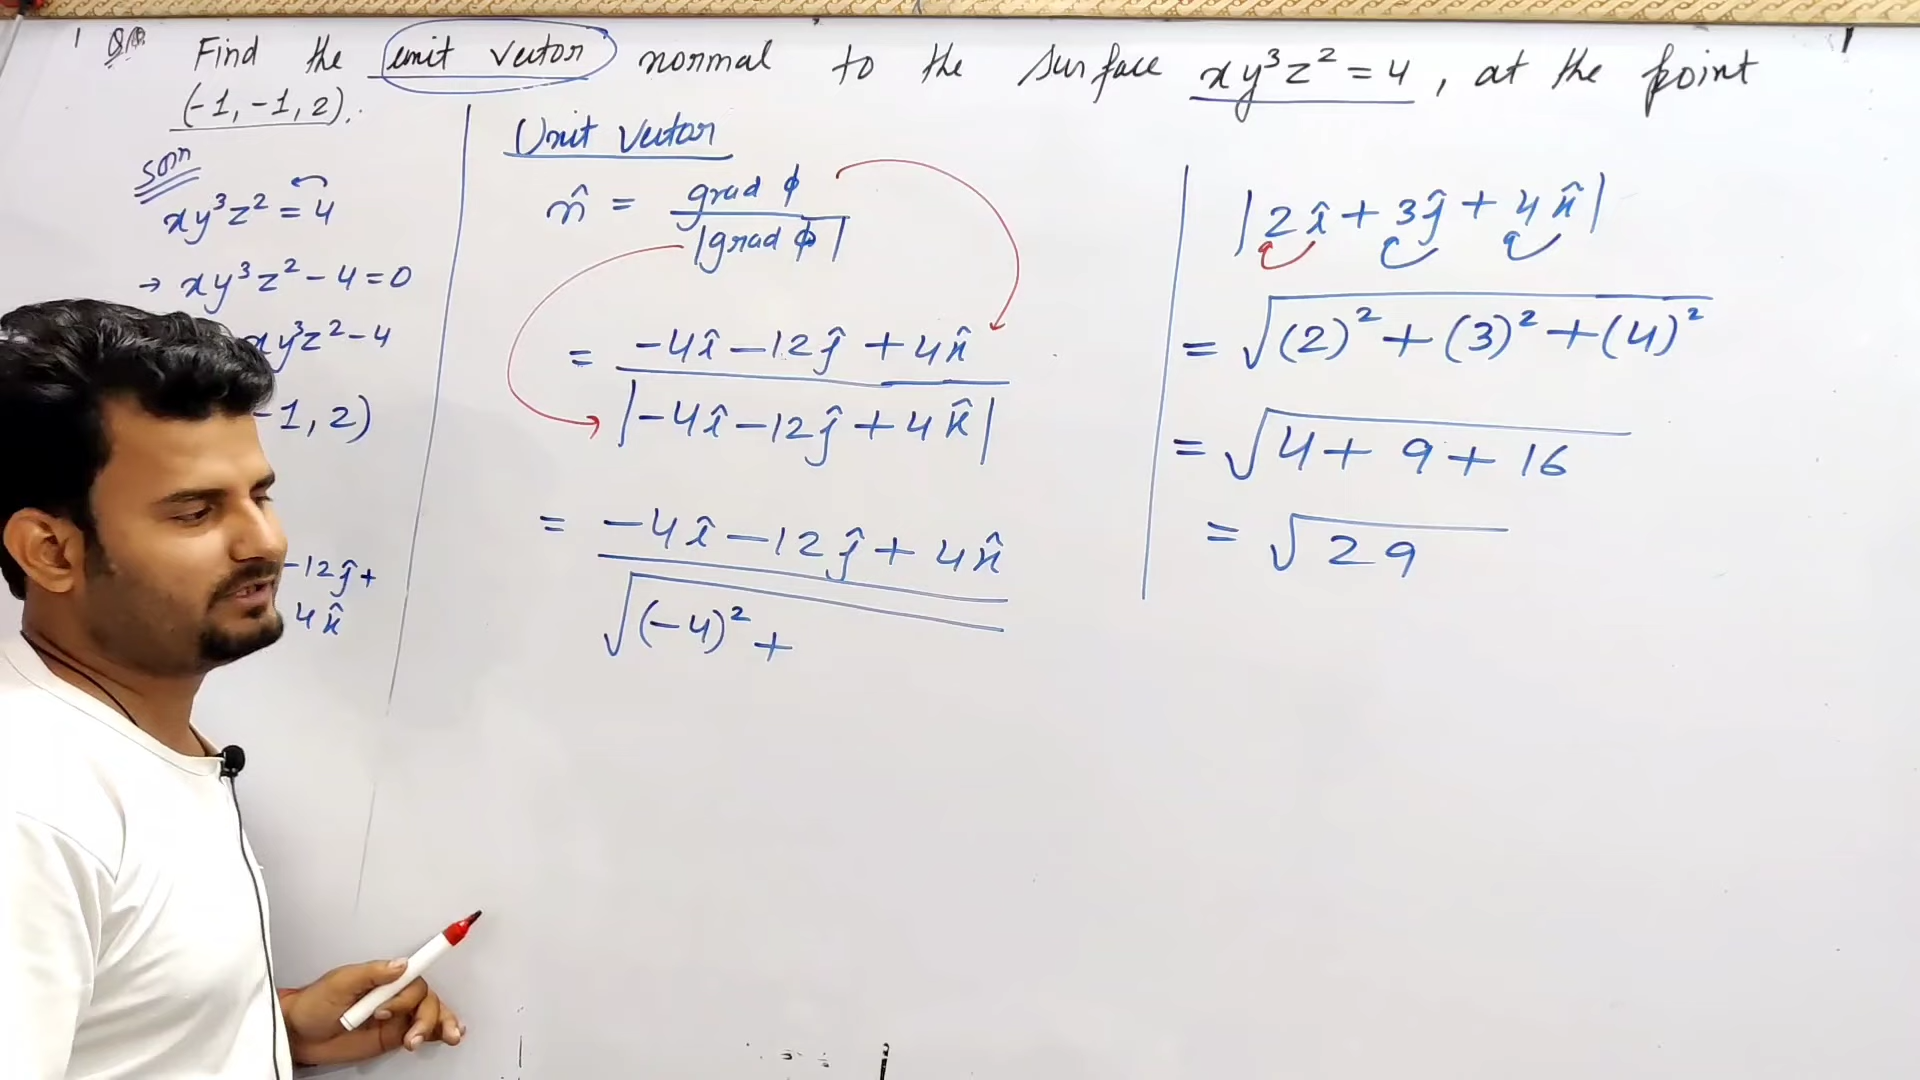 Find the unit vector normal to the surface xy³z² = 4, at the point
(-1, -1, 2).
Soln
xy³z² = 4
→ xy³z² - 4 = 0
xy³z² - 4
-1, 2)
-12ĵ +
4k̂
Unit Vector
n̂ = grad ϕ / |grad ϕ|
= -4î - 12ĵ + 4k̂ / |-4î - 12ĵ + 4k̂|
= -4î - 12ĵ + 4k̂ / √(-4)² +
|2î + 3ĵ + 4k̂|
= √(2)² + (3)² + (4)²
= √4 + 9 + 16
= √29